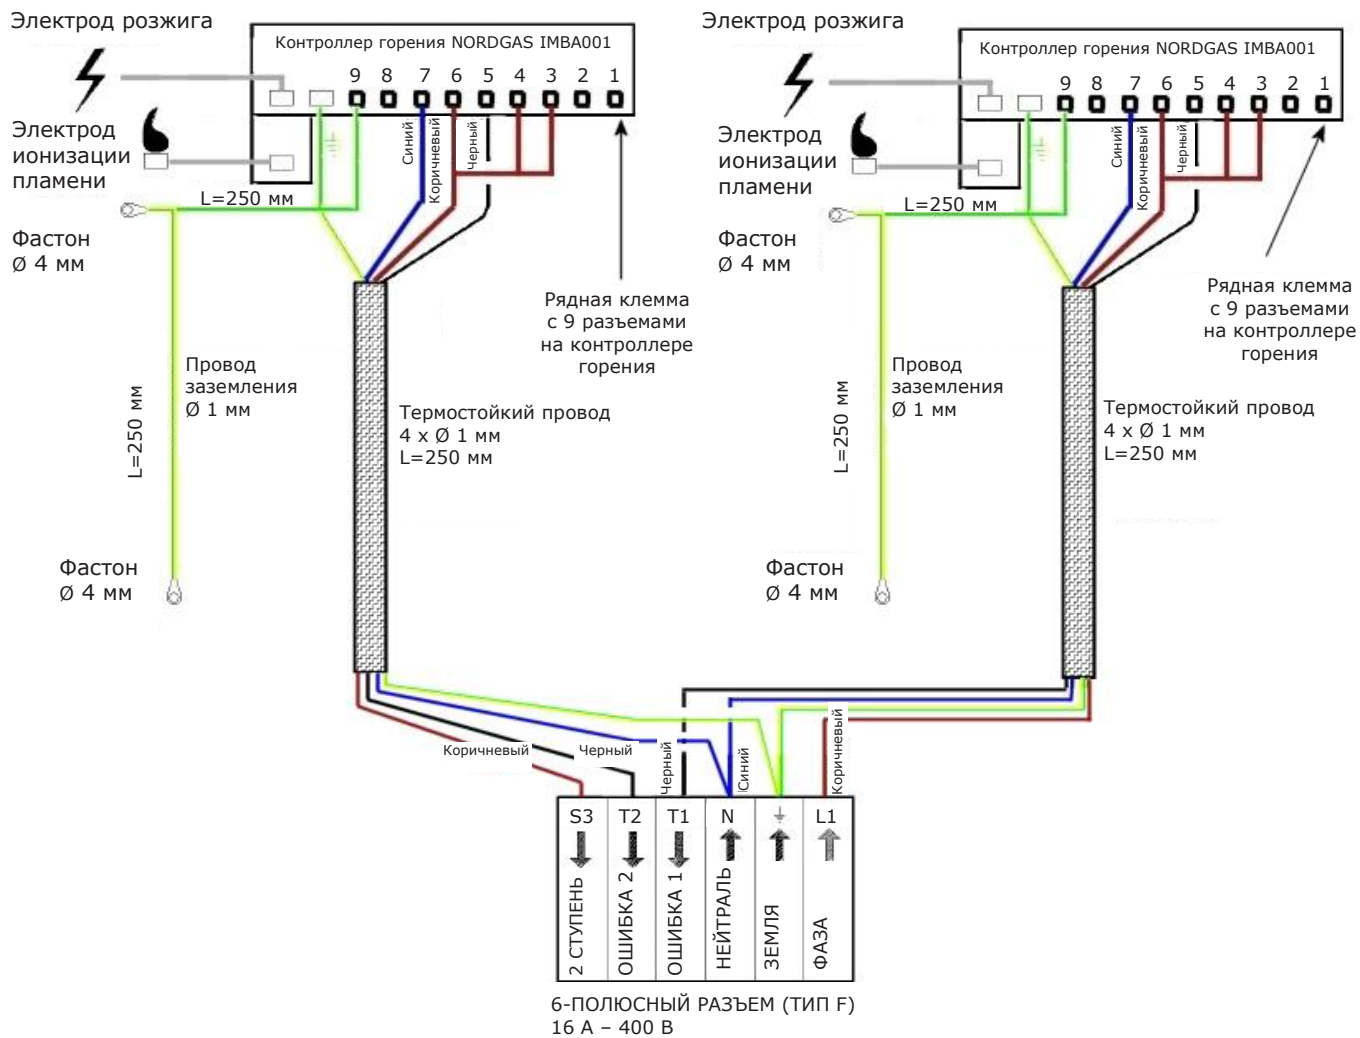 Электрод розжига
Контроллер горения NORDGAS IMBA001
9 8 7 6 5 4 3 2 1
Синий
Коричневый
Черный
Электрод
ионизации
пламени
L=250 мм
Фастон
Ø 4 мм
Рядная клемма
с 9 разъемами
на контроллере
горения
Провод
заземления
Ø 1 мм
L=250 мм
Термостойкий провод
4 x Ø 1 мм
L=250 мм
Фастон
Ø 4 мм
Электрод розжига
Контроллер горения NORDGAS IMBA001
9 8 7 6 5 4 3 2 1
Синий
Коричневый
Черный
Электрод
ионизации
пламени
L=250 мм
Фастон
Ø 4 мм
Рядная клемма
с 9 разъемами
на контроллере
горения
Провод
заземления
Ø 1 мм
L=250 мм
Термостойкий провод
4 x Ø 1 мм
L=250 мм
Фастон
Ø 4 мм
Коричневый
Черный
Черный
Синий
Коричневый
S3 T2 T1 N L1
2 СТУПЕНЬ
ОШИБКА 2
ОШИБКА 1
НЕЙТРАЛЬ
ЗЕМЛЯ
ФАЗА
6-ПОЛЮСНЫЙ РАЗЪЕМ (ТИП F)
16 А – 400 В